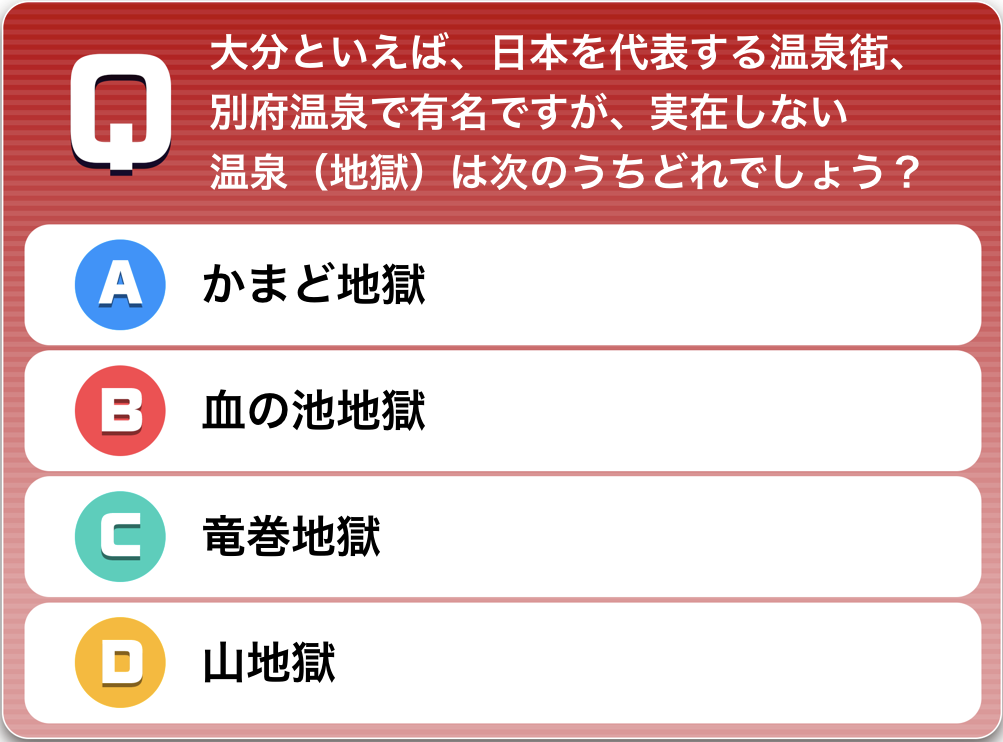 Q
大分といえば、日本を代表する温泉街、
別府温泉で有名ですが、実在しない
温泉（地獄）は次のうちどれでしょう？
A かまど地獄
B 血の池地獄
C 竜巻地獄
D 山地獄